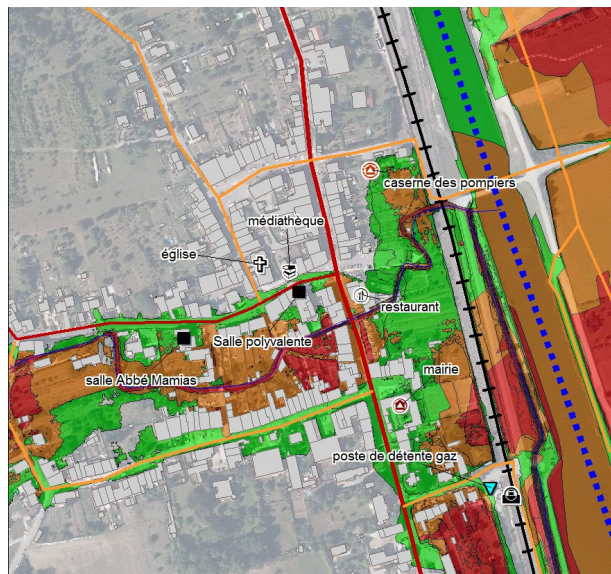 caserne des pompiers
médiathèque
église
restaurant
Salle polyvalente
mairie
salle Abbé Mamias
poste de détente gaz